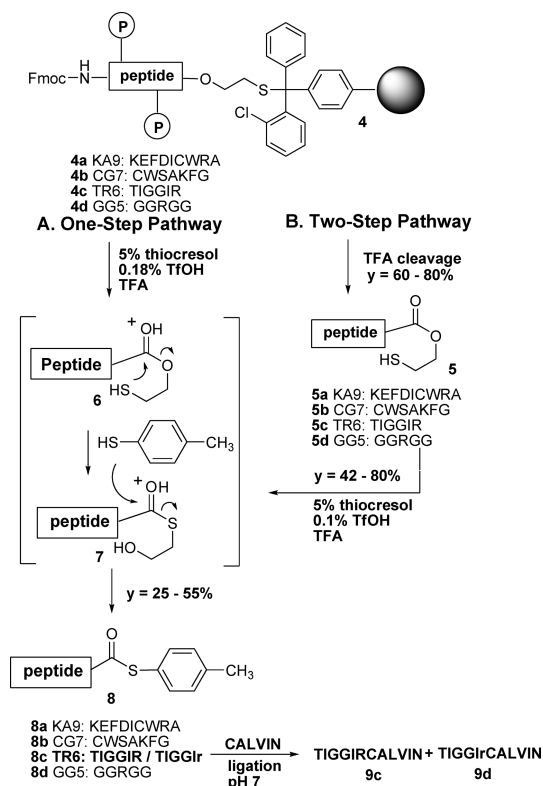 P
Fmoc
H
N
peptide
O
S
P
Cl
4
4a KA9: KEFDICWRA
4b CG7: CWSAKFG
4c TR6: TIGGIR
4d GG5: GGRGG
A. One-Step Pathway
5% thiocresol
0.18% TfOH
TFA
+
OH
Peptide
O
HS
6
HS
CH3
+
OH
peptide
S
HO
7
y = 25 - 55%
B. Two-Step Pathway
TFA cleavage
y = 60 - 80%
O
peptide
O
HS
5
5a KA9: KEFDICWRA
5b CG7: CWSAKFG
5c TR6: TIGGIR
5d GG5: GGRGG
y = 42 - 80%
5% thiocresol
0.1% TfOH
TFA
O
peptide
S
CH3
8
8a KA9: KEFDICWRA
8b CG7: CWSAKFG
8c TR6: TIGGIR / TIGGIr
8d GG5: GGRGG
CALVIN
ligation
pH 7
TIGGIRCALVIN + TIGGIrCALVIN
9c 9d